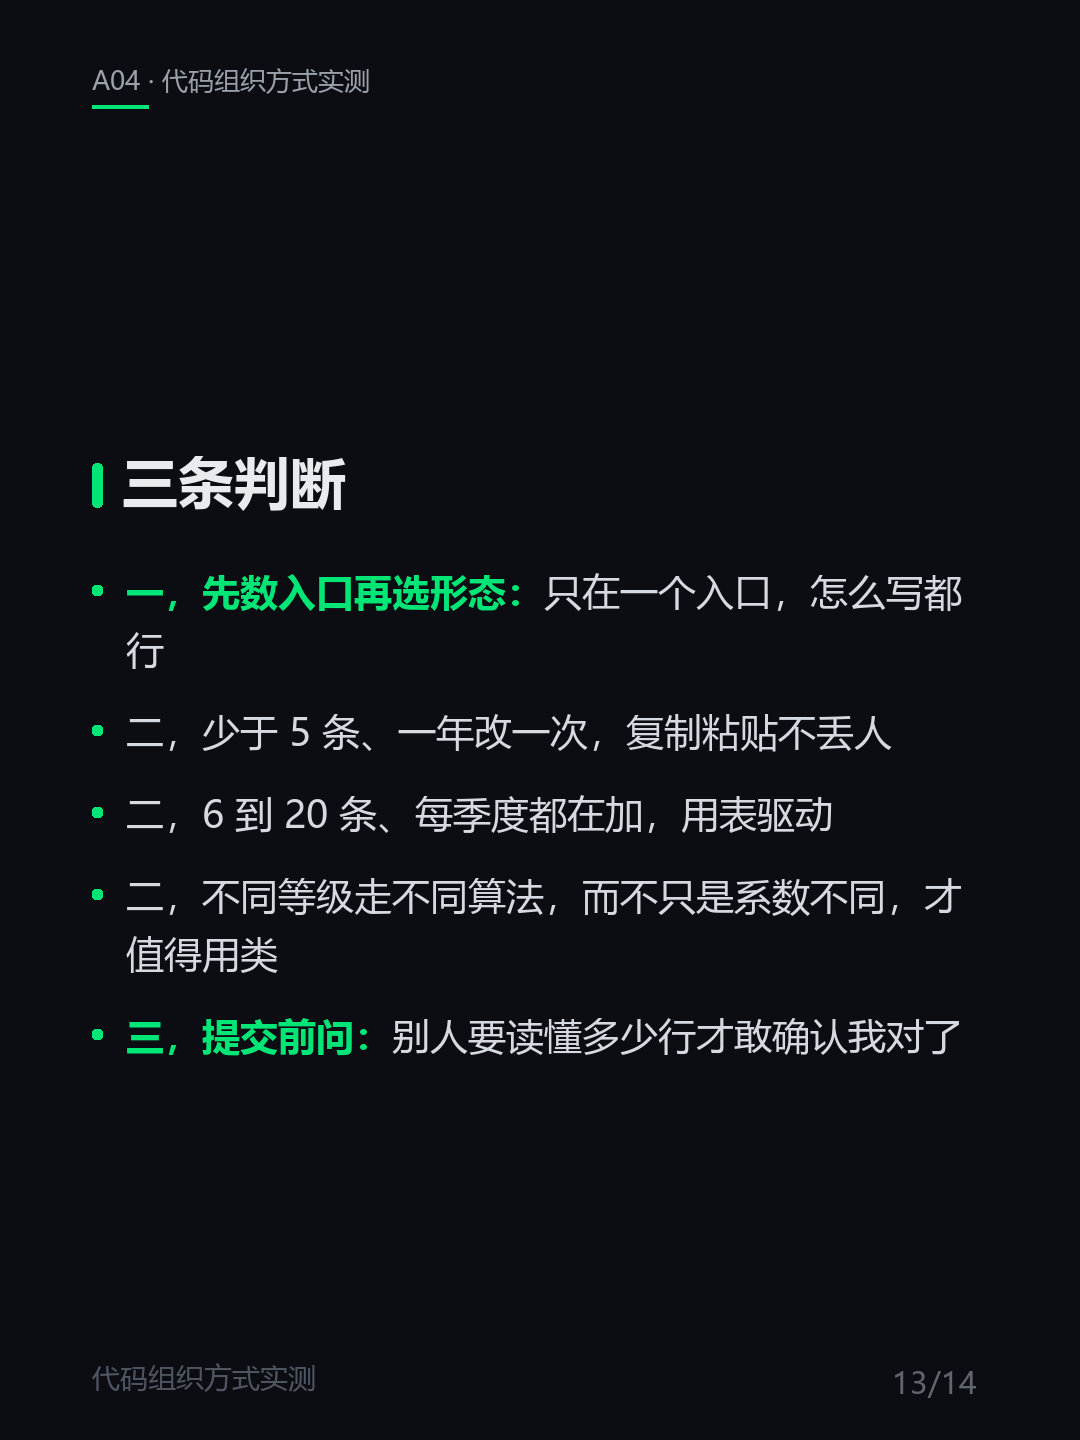 A04 · 代码组织方式实测
三条判断
一，先数入口再选形态：只在一个入口，怎么写都
行
二，少于 5 条、一年改一次，复制粘贴不丢人
二，6 到 20 条、每季度都在加，用表驱动
二，不同等级走不同算法，而不只是系数不同，才
值得用类
三，提交前问：别人要读懂多少行才敢确认我对了
代码组织方式实测
13/14